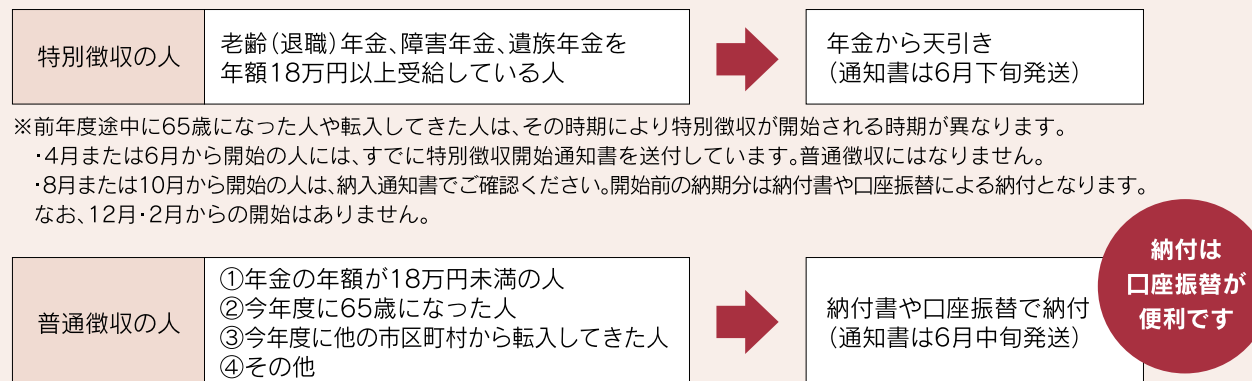 特別徴収の人
老齢(退職)年金、障害年金、遺族年金を
年額18万円以上受給している人
年金から天引き
(通知書は6月下旬発送)
※前年度途中に65歳になった人や転入してきた人は、その時期により特別徴収が開始される時期が異なります。
・4月または6月から開始の人には、すでに特別徴収開始通知書を送付しています。普通徴収にはなりません。
・8月または10月から開始の人は、納入通知書でご確認ください。開始前の納期分は納付書や口座振替による納付となります。
なお、12月・2月からの開始はありません。
普通徴収の人
①年金の年額が18万円未満の人
②今年度に65歳になった人
③今年度に他の市区町村から転入してきた人
④その他
納付書や口座振替で納付
(通知書は6月中旬発送)
納付は
口座振替が
便利です